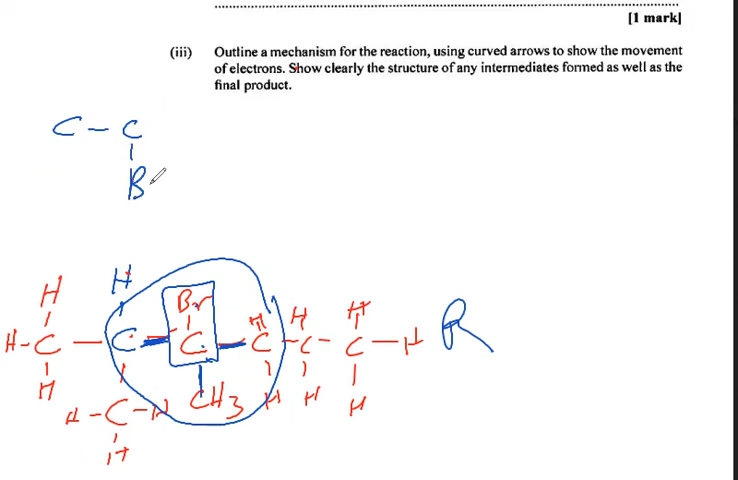 [1 mark]
(iii) Outline a mechanism for the reaction, using curved arrows to show the movement
of electrons. Show clearly the structure of any intermediates formed as well as the
final product.
C - C
B
H H Br H H H
H - C - C - C - C - C - C - H R
H CH3 H H H
H - C - H
H